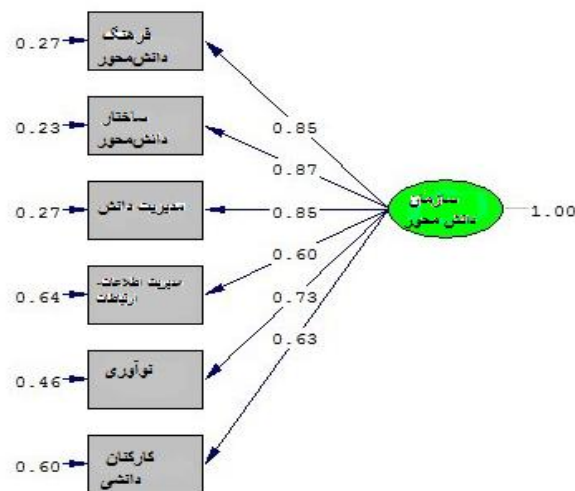 0.27
فرهنگ
دانش‌محور
0.85
0.23
ساختار
دانش‌محور
0.87
0.27
مدیریت دانش
0.85
سازمان
دانش محور
1.00
0.64
مدیریت اطلاعات-
ارتباطات
0.60
0.46
نوآوری
0.73
0.60
کارکنان
دانشی
0.63